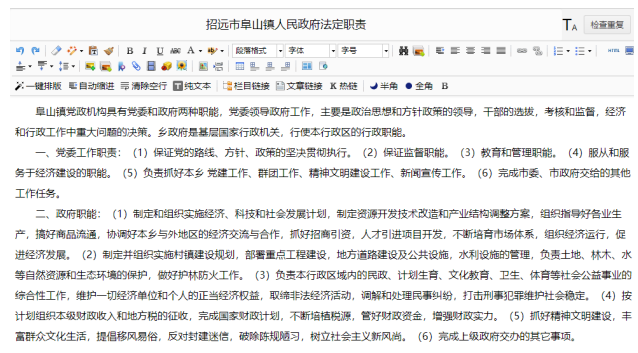 招远市阜山镇人民政府法定职责
TA 检查重复
B I U ABC A 段落格式 字体 字号 HTML
一键排版 自动缩进 清除空行 T 纯文本 栏目链接 文章链接 K 热链 半角 全角 B
阜山镇党政机构具有党委和政府两种职能，党委领导政府工作，主要是政治思想和方针政策的领导，干部的选拔，考核和监督，经济
和行政工作中重大问题的决策。乡政府是基层国家行政机关，行使本行政区的行政职能。
一、党委工作职责：（1）保证党的路线、方针、政策的坚决贯彻执行。（2）保证监督职能。（3）教育和管理职能。（4）服从和服
务于经济建设的职能。（5）负责抓好本乡 党建工作、群团工作、精神文明建设工作、新闻宣传工作。（6）完成市委、市政府交给的其他
工作任务。
二、政府职能：（1）制定和组织实施经济、科技和社会发展计划，制定资源开发技术改造和产业结构调整方案，组织指导好各业生
产，搞好商品流通，协调好本乡与外地区的经济交流与合作，抓好招商引资，人才引进项目开发，不断培育市场体系，组织经济运行，促
进经济发展。（2）制定并组织实施村镇建设规划，部署重点工程建设，地方道路建设及公共设施，水利设施的管理，负责土地、林木、水
等自然资源和生态环境的保护，做好护林防火工作。（3）负责本行政区域内的民政、计划生育、文化教育、卫生、体育等社会公益事业的
综合性工作，维护一切经济单位和个人的正当经济权益，取缔非法经济活动，调解和处理民事纠纷，打击刑事犯罪维护社会稳定。（4）按
计划组织本级财政收入和地方税的征收，完成国家财政计划，不断培植税源，管好财政资金，增强财政实力。（5）抓好精神文明建设，丰
富群众文化生活，提倡移风易俗，反对封建迷信，破除陈规陋习，树立社会主义新风尚。（6）完成上级政府交办的其它事项。